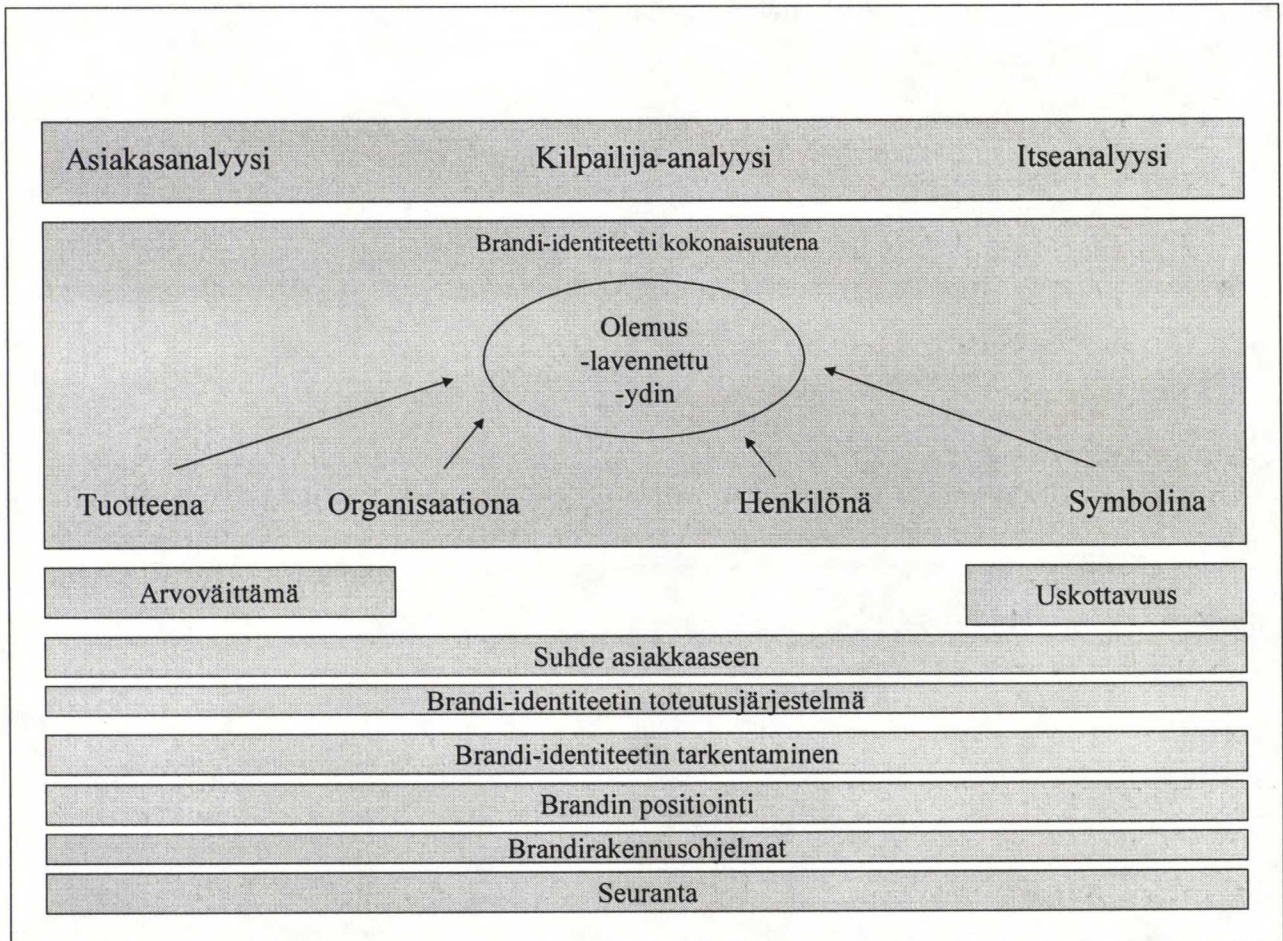 Asiakasanalyysi Kilpailija-analyysi Itseanalyysi
Brandi-identiteetti kokonaisuutena
Olemus
-lavennettu
-ydin
Tuotteena Organisaationa Henkilönä Symbolina
Arvoväittämä Uskottavuus
Suhde asiakkaaseen
Brandi-identiteetin toteutusjärjestelmä
Brandi-identiteetin tarkentaminen
Brandin positiointi
Brandirakennusohjelmat
Seuranta